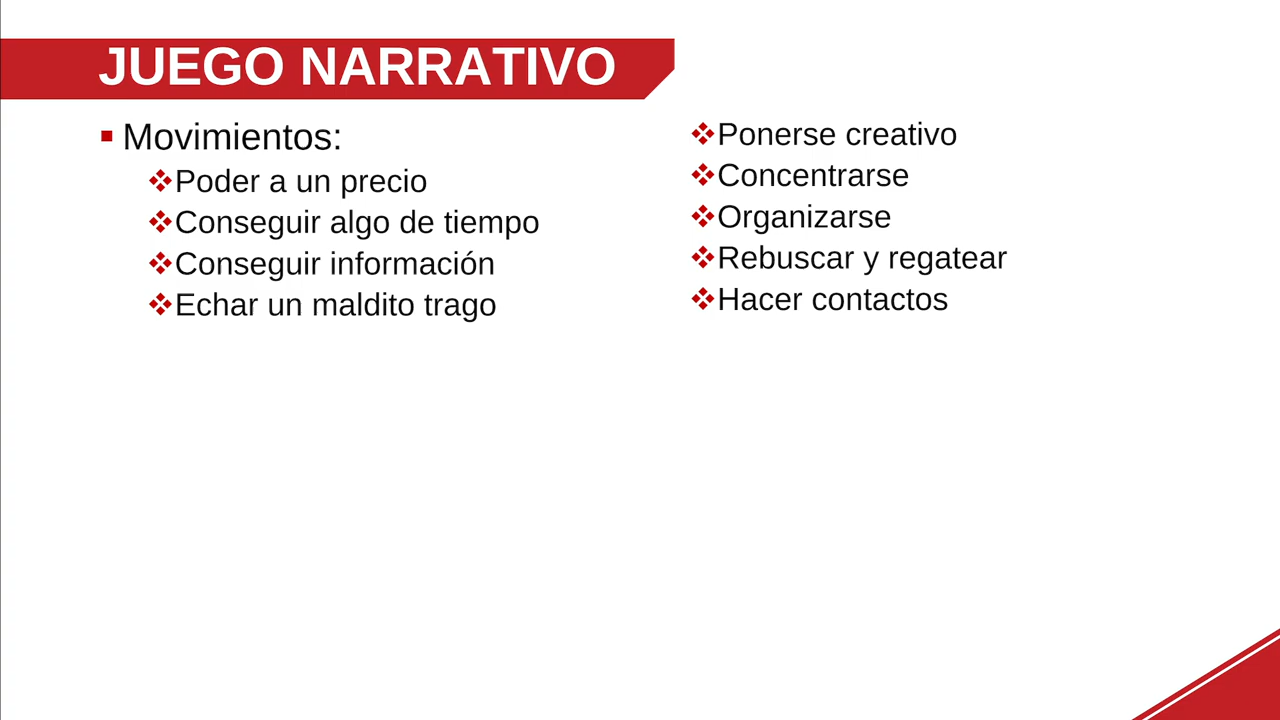 JUEGO NARRATIVO
Movimientos:
Poder a un precio
Conseguir algo de tiempo
Conseguir información
Echar un maldito trago
Ponerse creativo
Concentrarse
Organizarse
Rebuscar y regatear
Hacer contactos